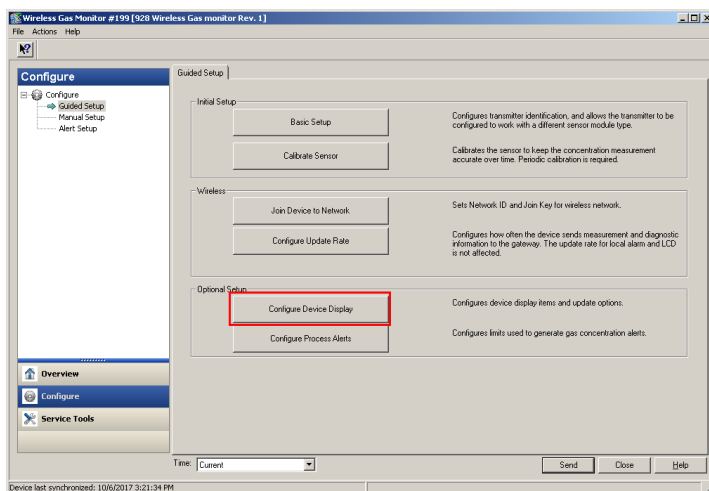 Wireless Gas Monitor #199 [928 Wireless Gas monitor Rev. 1]
File Actions Help
Configure
Configure
Guided Setup
Manual Setup
Alert Setup
Overview
Configure
Service Tools
Guided Setup
Initial Setup
Basic Setup
Configures transmitter identification, and allows the transmitter to be
configured to work with a different sensor module type.
Calibrate Sensor
Calibrates the sensor to keep the concentration measurement
accurate over time. Periodic calibration is required.
Wireless
Join Device to Network
Sets Network ID and Join Key for wireless network.
Configure Update Rate
Configures how often the device sends measurement and diagnostic
information to the gateway. The update rate for local alarm and LCD
is not affected.
Optional Setup
Configure Device Display
Configures device display items and update options.
Configure Process Alerts
Configures limits used to generate gas concentration alerts.
Time: Current
Send Close Help
Device last synchronized: 10/6/2017 3:21:34 PM